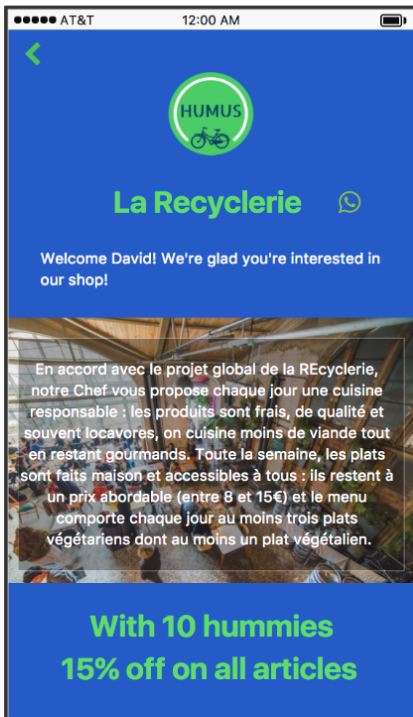 AT&T 12:00 AM
HUMUS
La Recyclerie
Welcome David! We're glad you're interested in
our shop!
En accord avec le projet global de la REcyclerie,
notre Chef vous propose chaque jour une cuisine
responsable : les produits sont frais, de qualité et
souvent locavores, on cuisine moins de viande tout
en restant gourmands. Toute la semaine, les plats
sont faits maison et accessibles à tous : ils restent à
un prix abordable (entre 8 et 15€) et le menu
comporte chaque jour au moins trois plats
végétariens dont au moins un plat végétalien.
With 10 hummies
15% off on all articles